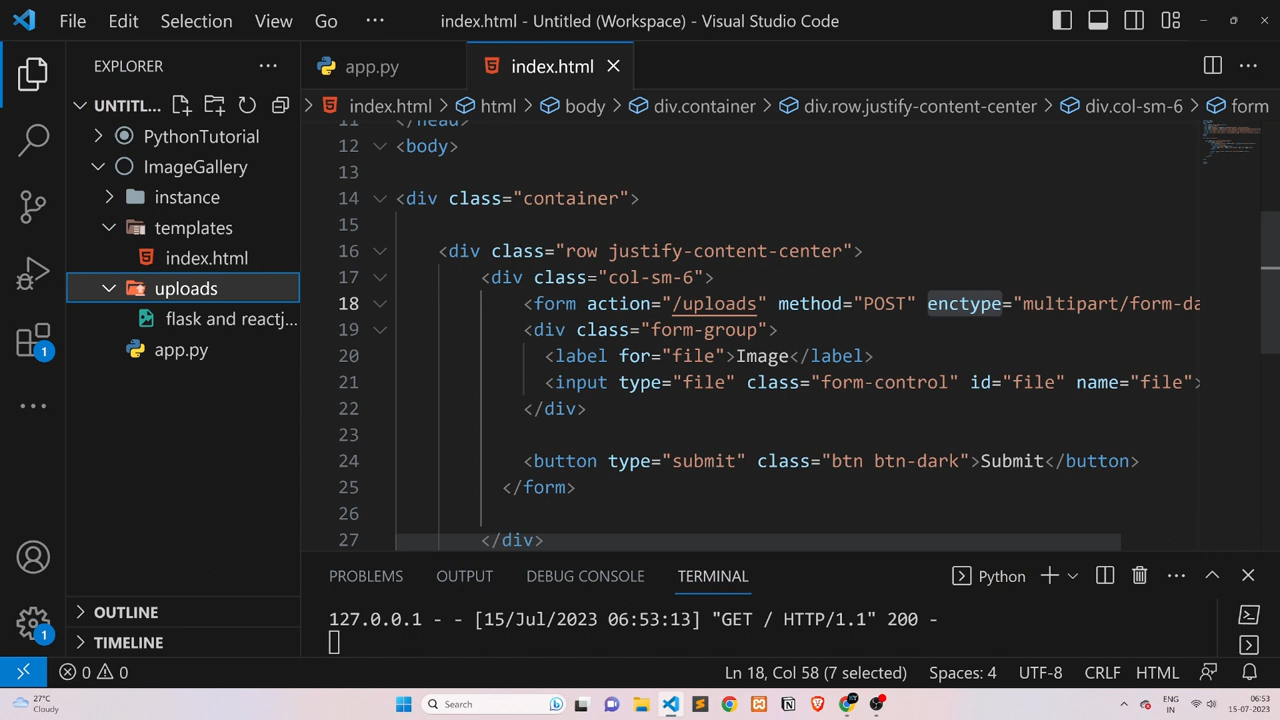 File Edit Selection View Go ··· index.html - Untitled (Workspace) - Visual Studio Code
EXPLORER ···
app.py
index.html
UNTITL...
index.html > html > body > div.container > div.row.justify-content-center > div.col-sm-6 > form
PythonTutorial
ImageGallery
instance
templates
index.html
uploads
flask and reactj...
app.py
OUTLINE
TIMELINE
1
1
11 </head>
12 <body>
13
14 <div class="container">
15
16 <div class="row justify-content-center">
17 <div class="col-sm-6">
18 <form action="/uploads" method="POST" enctype="multipart/form-da
19 <div class="form-group">
20 <label for="file">Image</label>
21 <input type="file" class="form-control" id="file" name="file">
22 </div>
23
24 <button type="submit" class="btn btn-dark">Submit</button>
25 </form>
26
27 </div>
PROBLEMS OUTPUT DEBUG CONSOLE TERMINAL Python
127.0.0.1 - - [15/Jul/2023 06:53:13] "GET / HTTP/1.1" 200 -
0 0 Ln 18, Col 58 (7 selected) Spaces: 4 UTF-8 CRLF HTML
27°C
Cloudy
Search
ENG
IN
06:53
15-07-2023